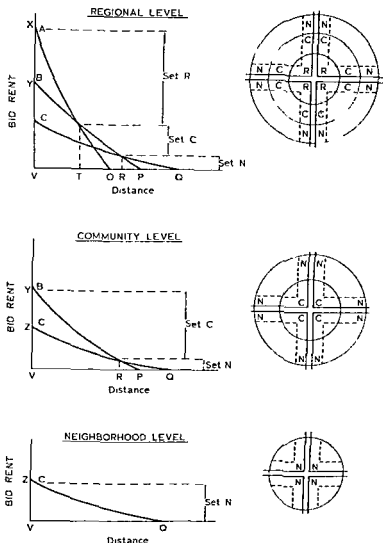 REGIONAL LEVEL
X
A
Y
B
C
Set R
Set C
Set N
BID RENT
V T O R P Q
Distance
N N
C C
N C R R C N
N C R R C N
C C
N N
COMMUNITY LEVEL
Y
B
Z
C
Set C
Set N
BID RENT
V R P Q
Distance
N N
N C C N
N C C N
N N
NEIGHBORHOOD LEVEL
Z
C
Set N
BID RENT
V Q
Distance
N N
N N